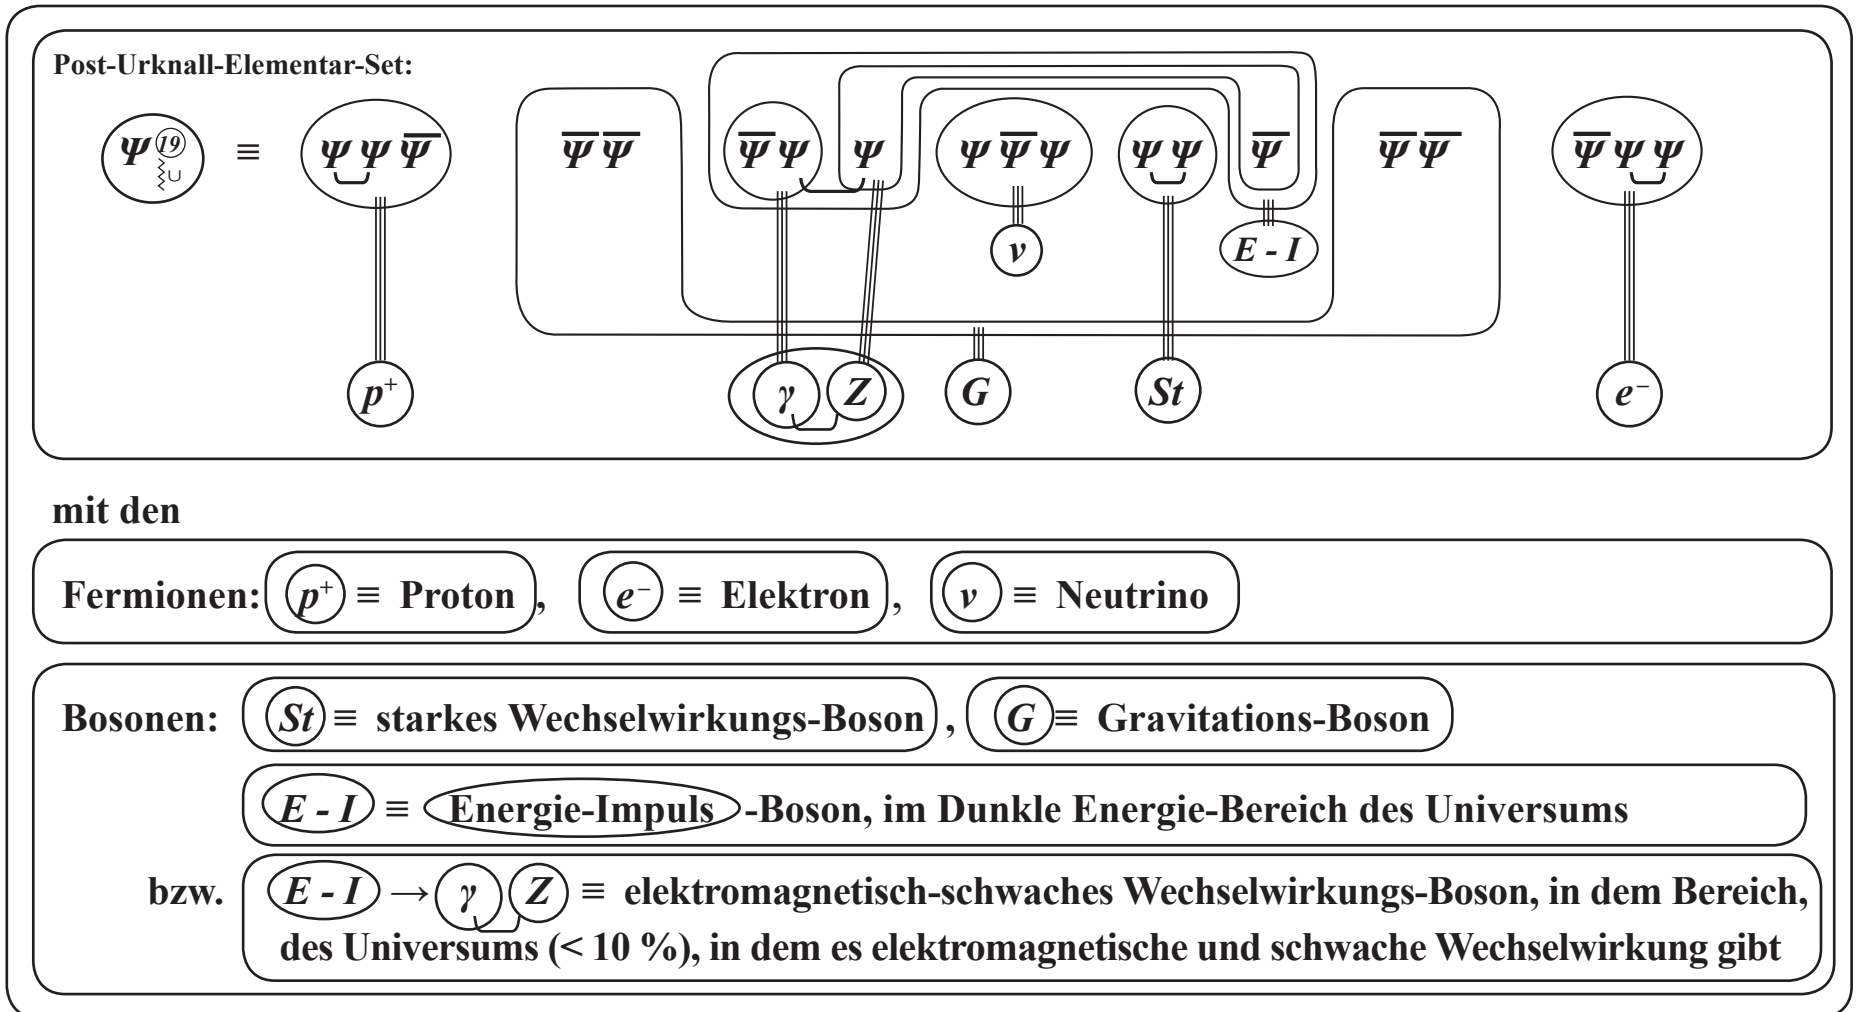 Post-Urknall-Elementar-Set:
Ψ⑲∪ ≡ ΨΨΨ̅ Ψ̅Ψ̅ Ψ̅Ψ Ψ ΨΨ̅Ψ ΨΨ Ψ̅ Ψ̅Ψ̅ Ψ̅ΨΨ
ν E - I
p⁺ γ Z G St e⁻
mit den
Fermionen: p⁺ ≡ Proton, e⁻ ≡ Elektron, ν ≡ Neutrino
Bosonen: St ≡ starkes Wechselwirkungs-Boson, G ≡ Gravitations-Boson
E - I ≡ Energie-Impuls-Boson, im Dunkle Energie-Bereich des Universums
bzw. E - I → γ Z ≡ elektromagnetisch-schwaches Wechselwirkungs-Boson, in dem Bereich,
des Universums (< 10 %), in dem es elektromagnetische und schwache Wechselwirkung gibt